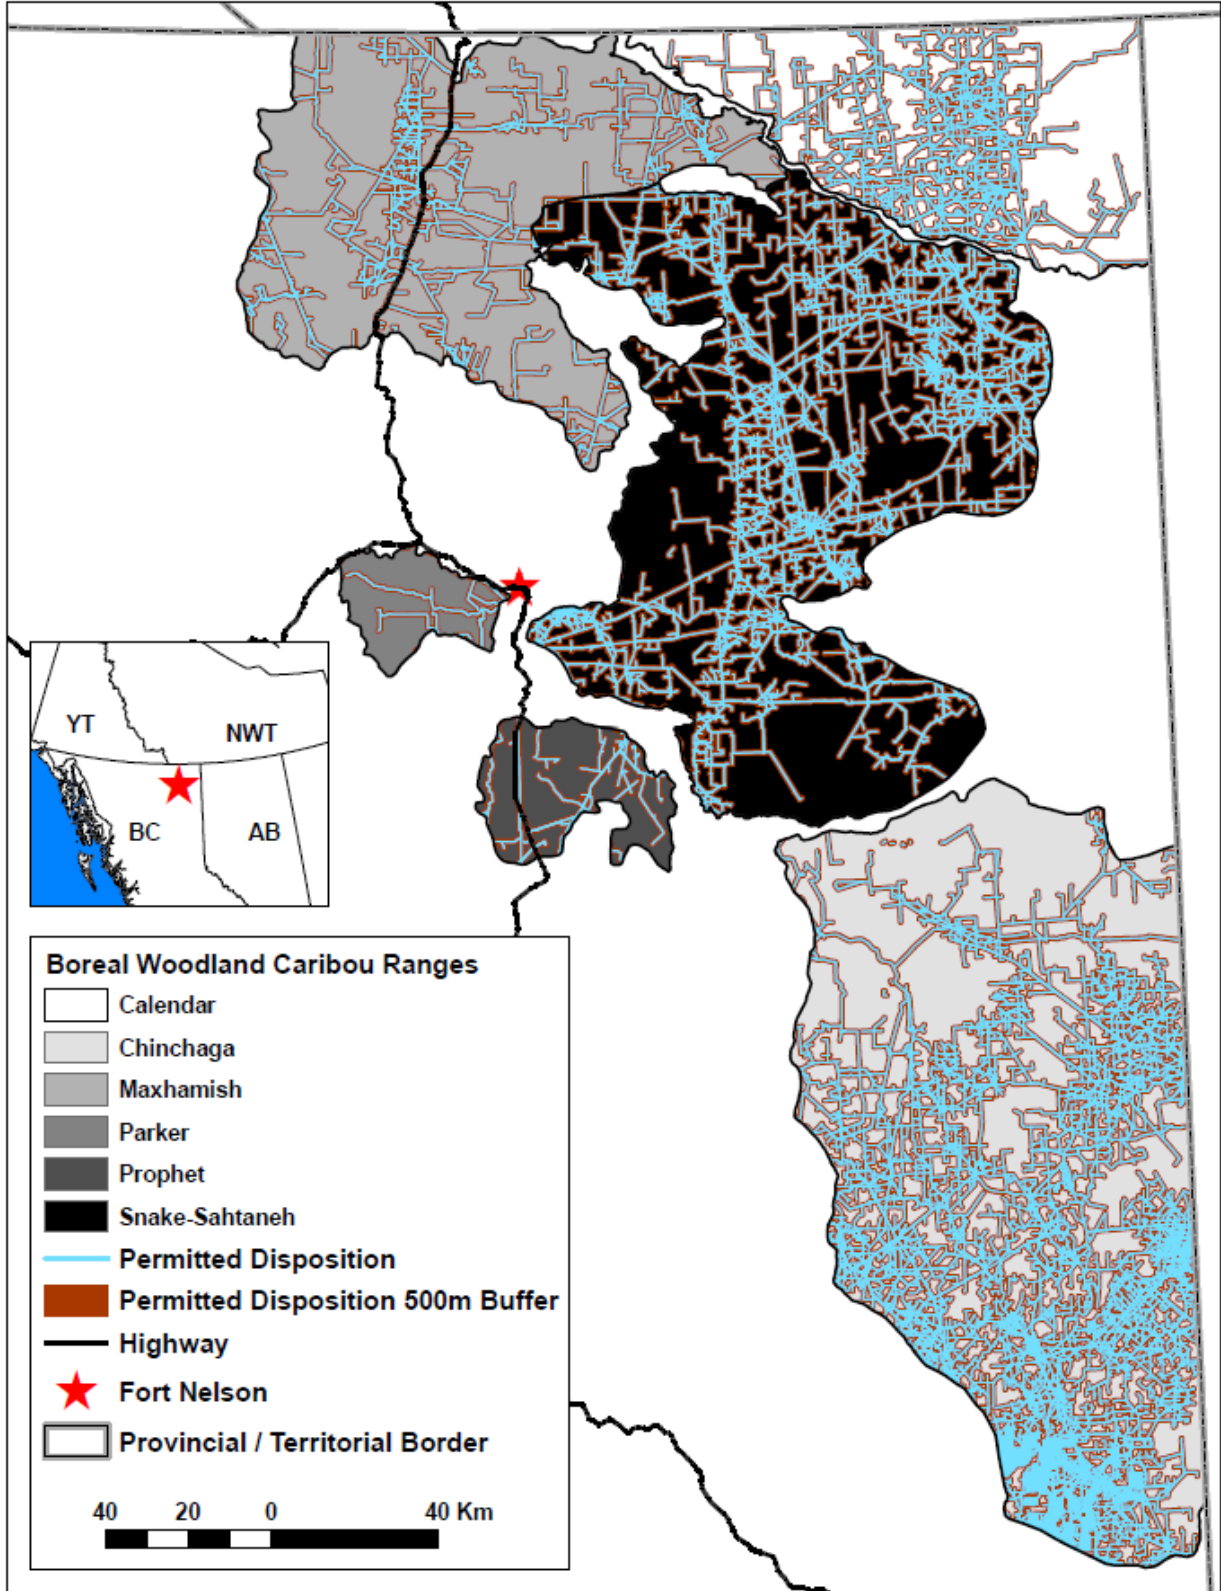 YT
NWT
BC
AB
Boreal Woodland Caribou Ranges
Calendar
Chinchaga
Maxhamish
Parker
Prophet
Snake-Sahtaneh
Permitted Disposition
Permitted Disposition 500m Buffer
Highway
Fort Nelson
Provincial / Territorial Border
40 20 0 40 Km